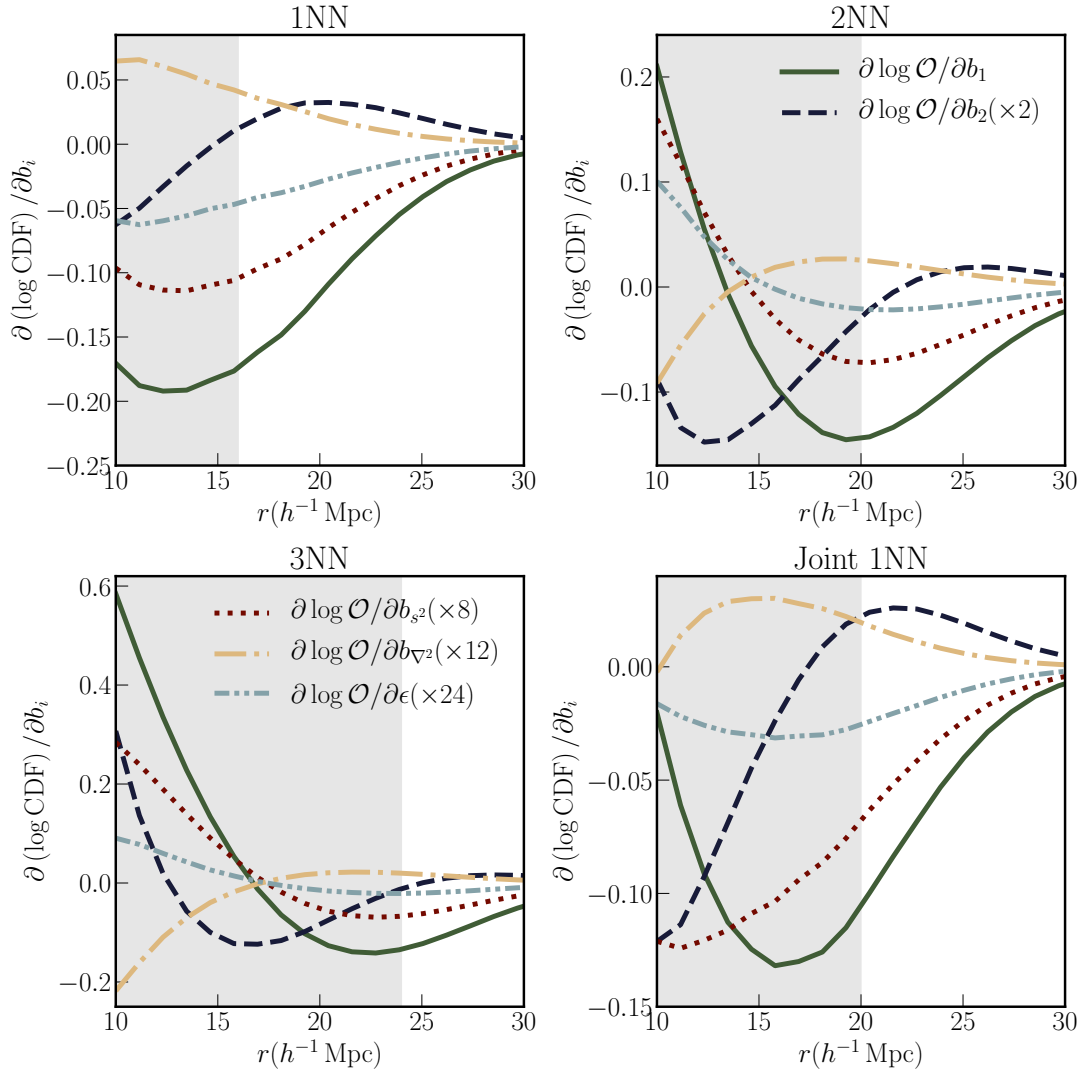 1NN
∂ (log CDF) /∂b_i
0.05
0.00
−0.05
−0.10
−0.15
−0.20
−0.25
10 15 20 25 30
r(h⁻¹ Mpc)
2NN
∂ (log CDF) /∂b_i
0.2
0.1
0.0
−0.1
∂ log 𝒪/∂b₁
∂ log 𝒪/∂b₂(×2)
10 15 20 25 30
r(h⁻¹ Mpc)
3NN
∂ (log CDF) /∂b_i
0.6
0.4
0.2
0.0
−0.2
∂ log 𝒪/∂b_{s²}(×8)
∂ log 𝒪/∂b_{∇²}(×12)
∂ log 𝒪/∂ϵ(×24)
10 15 20 25 30
r(h⁻¹ Mpc)
Joint 1NN
∂ (log CDF) /∂b_i
0.00
−0.05
−0.10
−0.15
10 15 20 25 30
r(h⁻¹ Mpc)